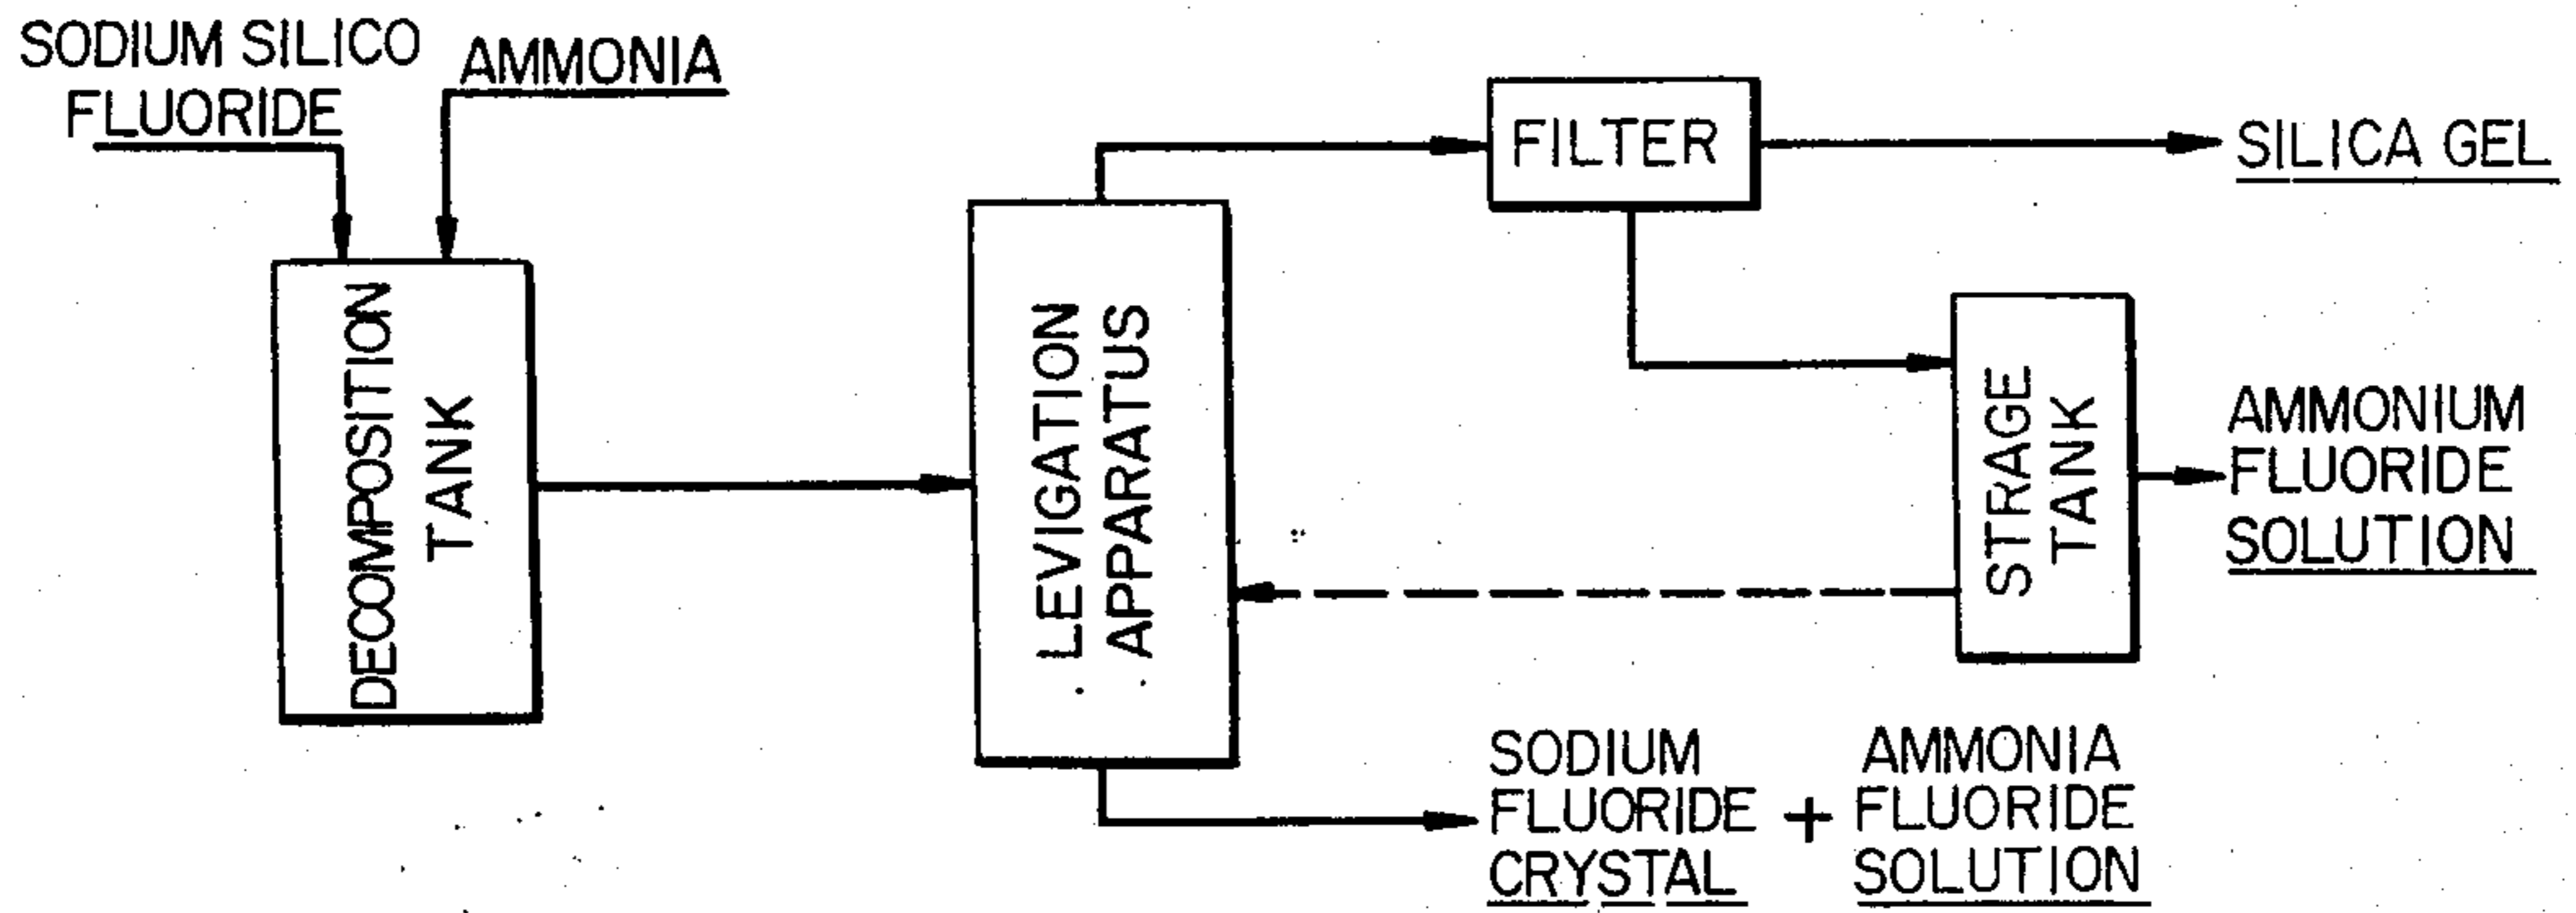 SODIUM SILICO
FLUORIDE
AMMONIA
DECOMPOSITION
TANK
LEVIGATION
APPARATUS
FILTER
SILICA GEL
STRAGE
TANK
AMMONIUM
FLUORIDE
SOLUTION
SODIUM
FLUORIDE
CRYSTAL
+
AMMONIA
FLUORIDE
SOLUTION